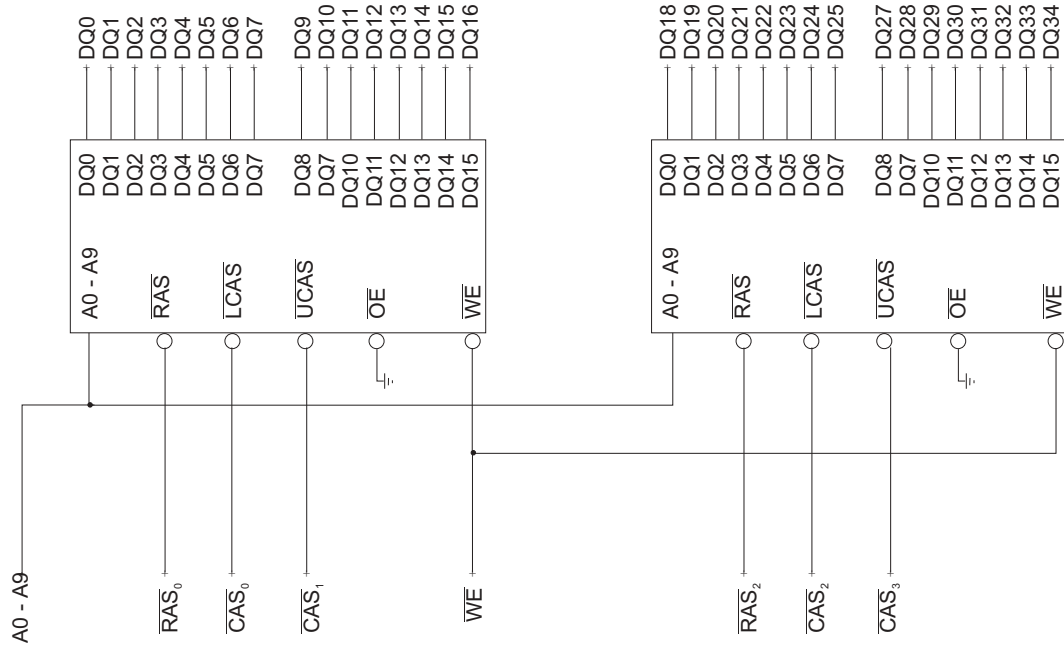 A0 - A9
RAS₀
CAS₀
CAS₁
WE
A0 - A9
RAS
LCAS
UCAS
OE
WE
DQ0 DQ0
DQ1 DQ1
DQ2 DQ2
DQ3 DQ3
DQ4 DQ4
DQ5 DQ5
DQ6 DQ6
DQ7 DQ7
DQ8 DQ9
DQ7 DQ10
DQ10 DQ11
DQ11 DQ12
DQ12 DQ13
DQ13 DQ14
DQ14 DQ15
DQ15 DQ16
RAS₂
CAS₂
CAS₃
A0 - A9
RAS
LCAS
UCAS
OE
WE
DQ0 DQ18
DQ1 DQ19
DQ2 DQ20
DQ3 DQ21
DQ4 DQ22
DQ5 DQ23
DQ6 DQ24
DQ7 DQ25
DQ8 DQ27
DQ7 DQ28
DQ10 DQ29
DQ11 DQ30
DQ12 DQ31
DQ13 DQ32
DQ14 DQ33
DQ15 DQ34